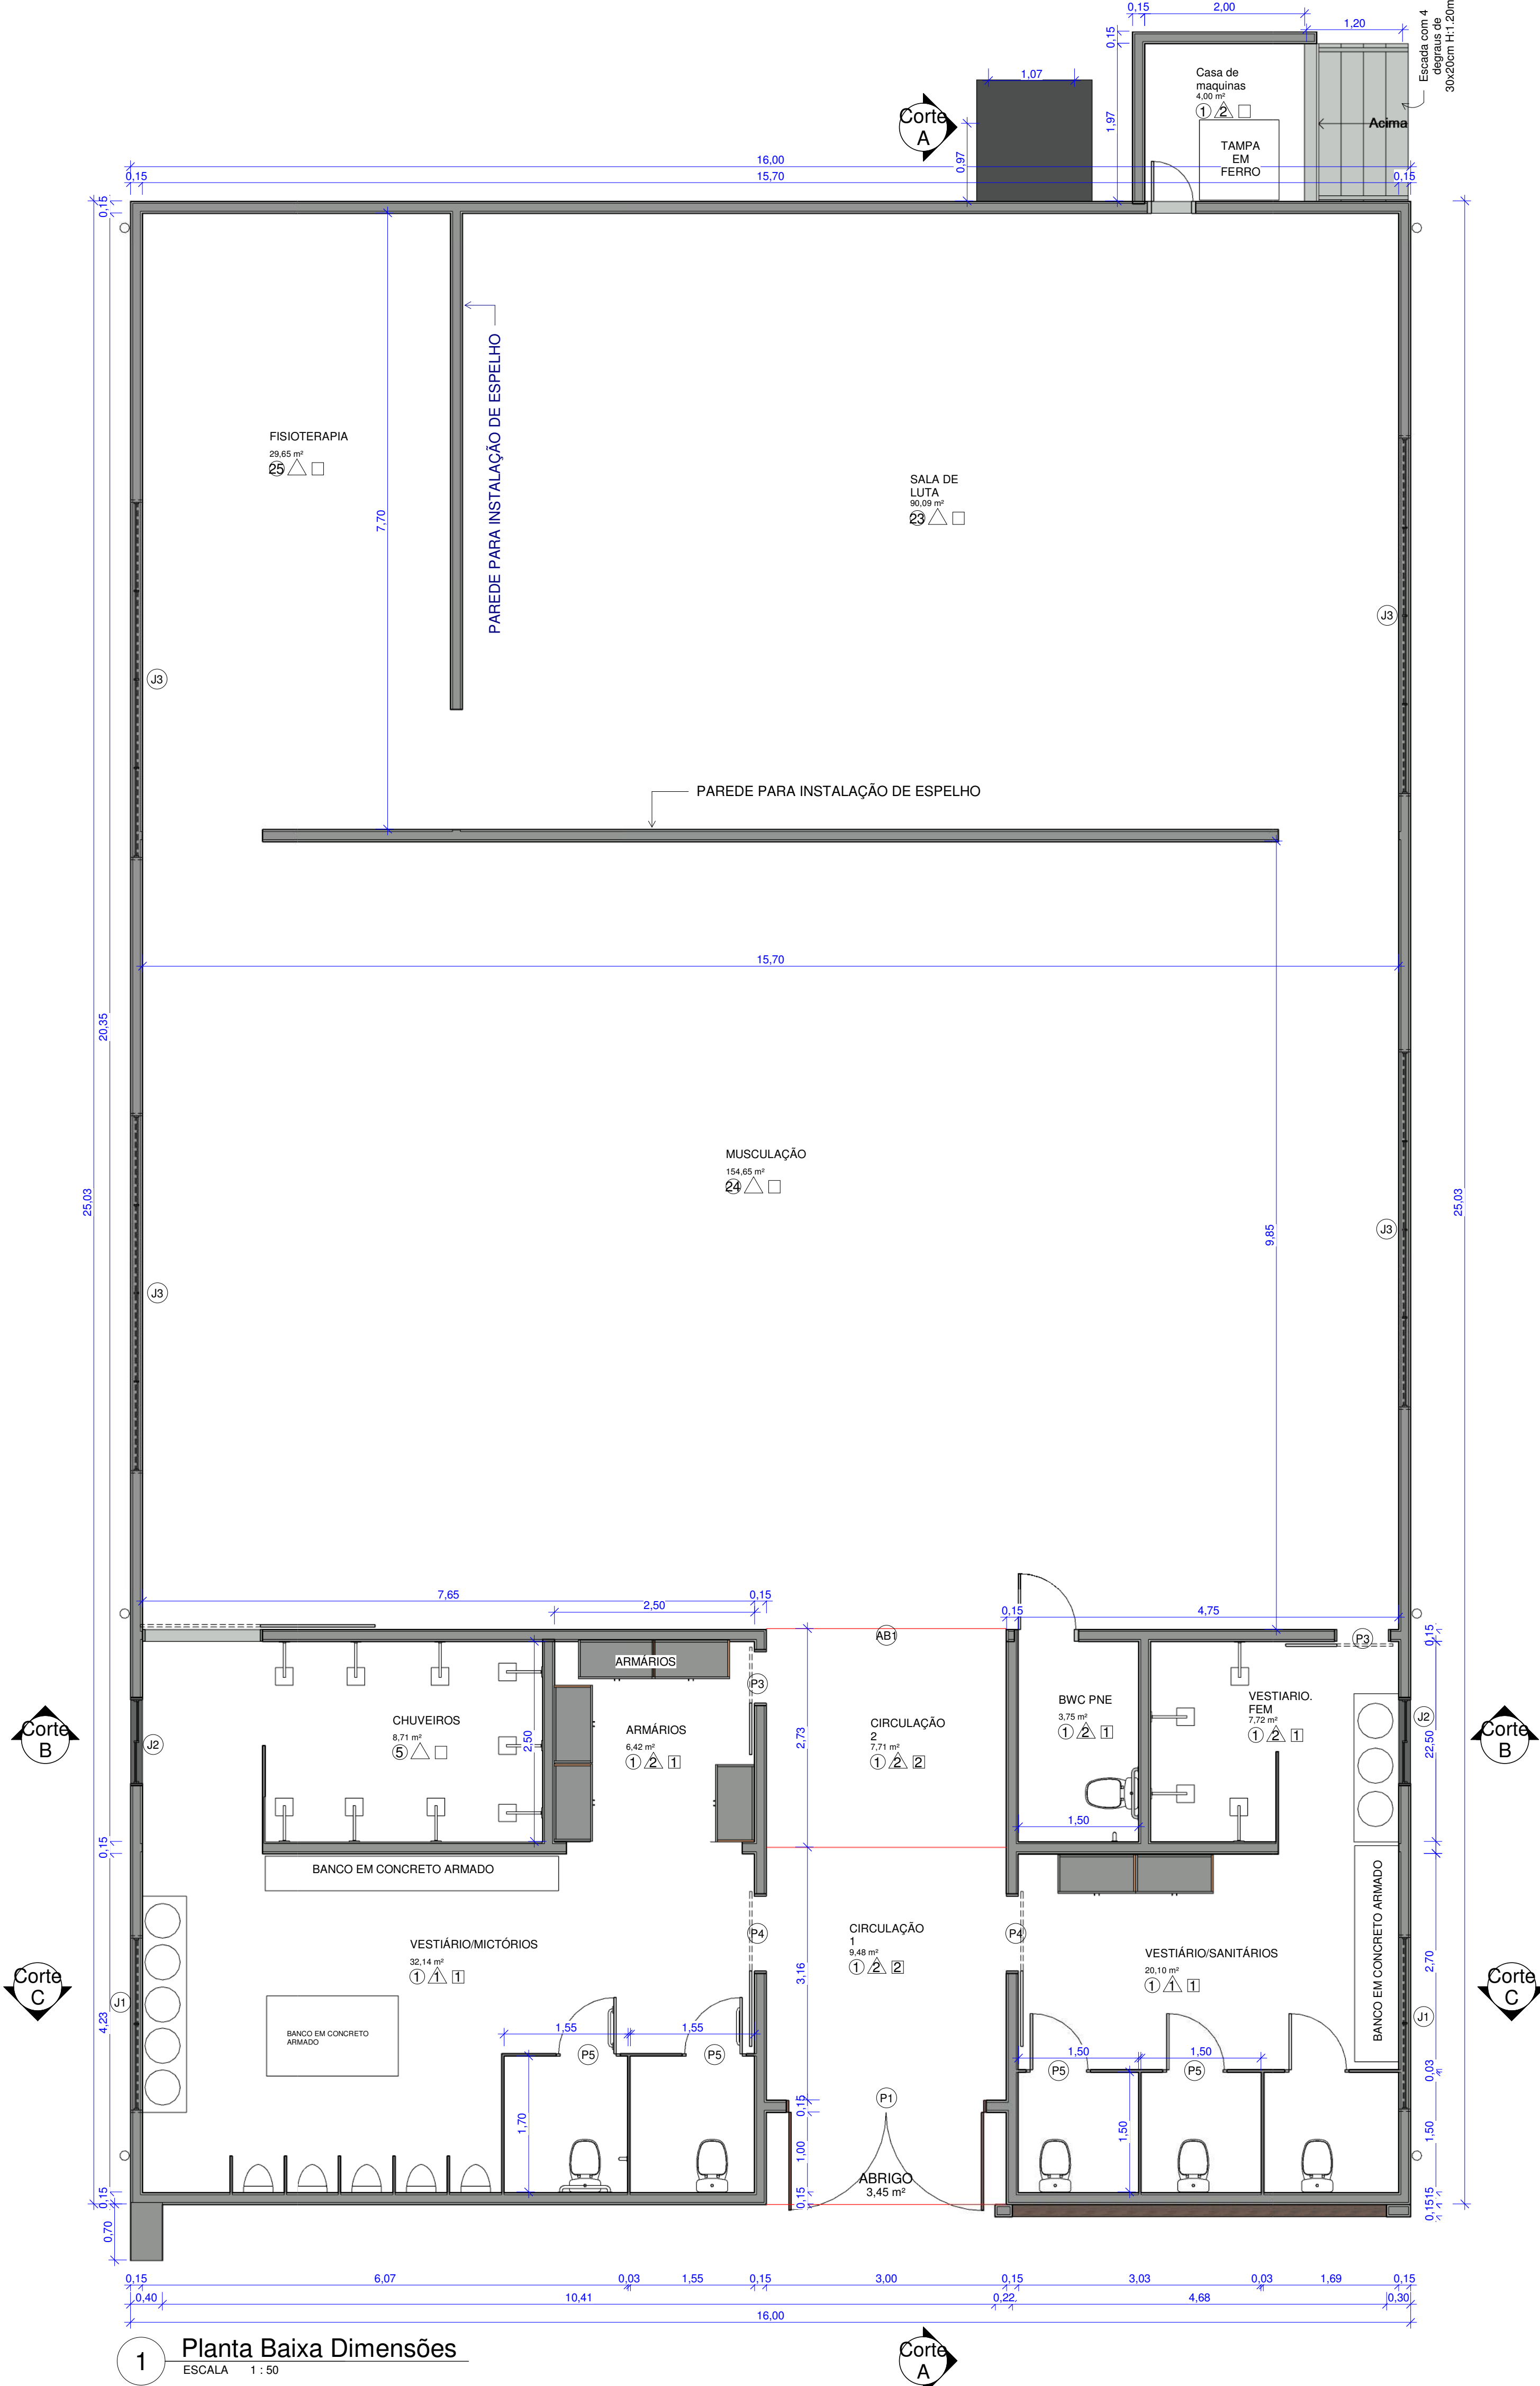 0,15
2,00
1,20
Escada com 4
degraus de
30x20cm H:1.20m
0,15
Casa de
maquinas
4,00 m²
1 2
1,07
Corte
A
1,97
0,97
Acima
TAMPA
EM
FERRO
16,00
0,15
15,70
0,15
0,15
FISIOTERAPIA
29,65 m²
25
PAREDE PARA INSTALAÇÃO DE ESPELHO
7,70
SALA DE
LUTA
90,09 m²
23
J3
J3
PAREDE PARA INSTALAÇÃO DE ESPELHO
15,70
20,35
25,03
25,03
MUSCULAÇÃO
154,65 m²
24
9,85
J3
J3
7,65
0,15
2,50
0,15
4,75
AB1
P3
0,15
ARMÁRIOS
P3
CHUVEIROS
8,71 m²
5
2,50
ARMÁRIOS
6,42 m²
1 2 1
CIRCULAÇÃO
2
7,71 m²
1 2 2
2,73
BWC PNE
3,75 m²
1 2 1
VESTIARIO.
FEM
7,72 m²
1 2 1
J2
J2
22,50
Corte
B
Corte
B
1,50
0,15
BANCO EM CONCRETO ARMADO
BANCO EM CONCRETO ARMADO
P4
P4
VESTIÁRIO/MICTÓRIOS
32,14 m²
1 1 1
CIRCULAÇÃO
1
9,48 m²
1 2 2
3,16
VESTIÁRIO/SANITÁRIOS
20,10 m²
1 1 1
2,70
Corte
C
Corte
C
J1
J1
4,23
BANCO EM CONCRETO
ARMADO
1,55
1,55
P5
P5
1,50
1,50
P5
P5
0,03
P1
0,15
1,70
1,00
1,50
1,50
ABRIGO
3,45 m²
0,15
0,15
0,15
0,15
0,70
0,15
6,07
0,03
1,55
0,15
3,00
0,15
3,03
0,03
1,69
0,15
0,40
10,41
0,22
4,68
0,30
16,00
1
Planta Baixa Dimensões
ESCALA 1 : 50
Corte
A